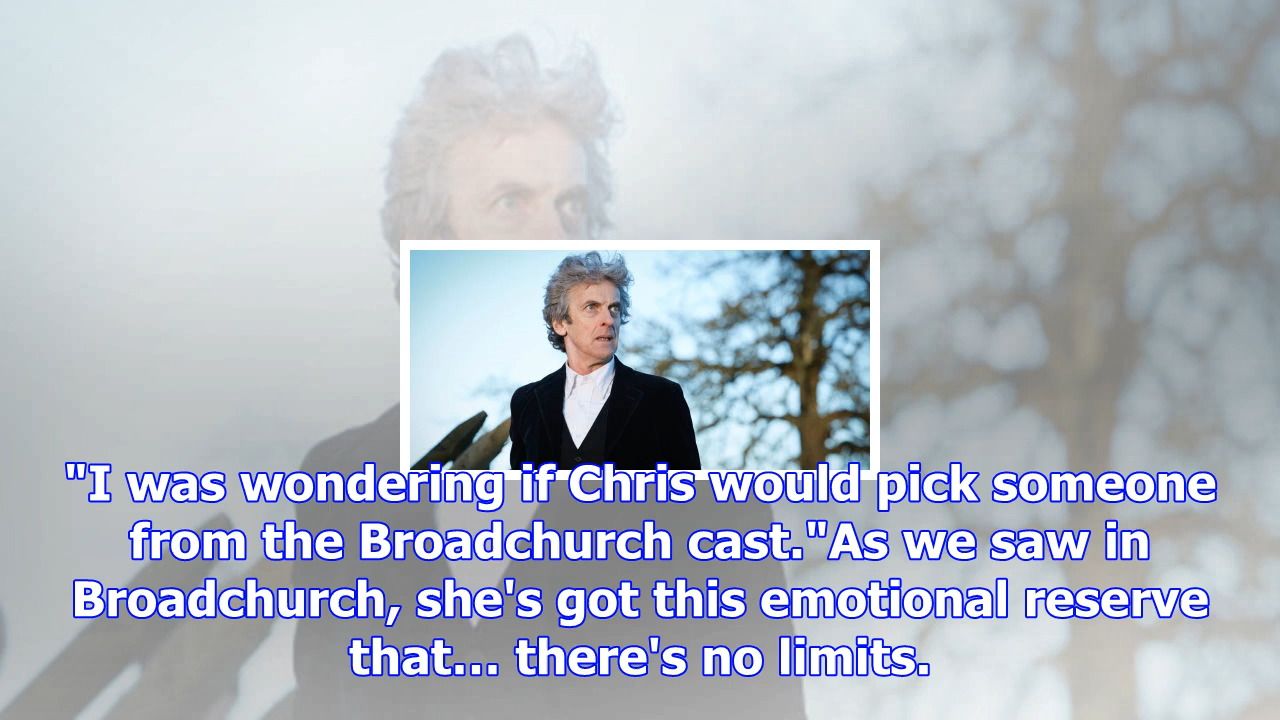 "I was wondering if Chris would pick someone
from the Broadchurch cast."As we saw in
Broadchurch, she's got this emotional reserve
that... there's no limits.